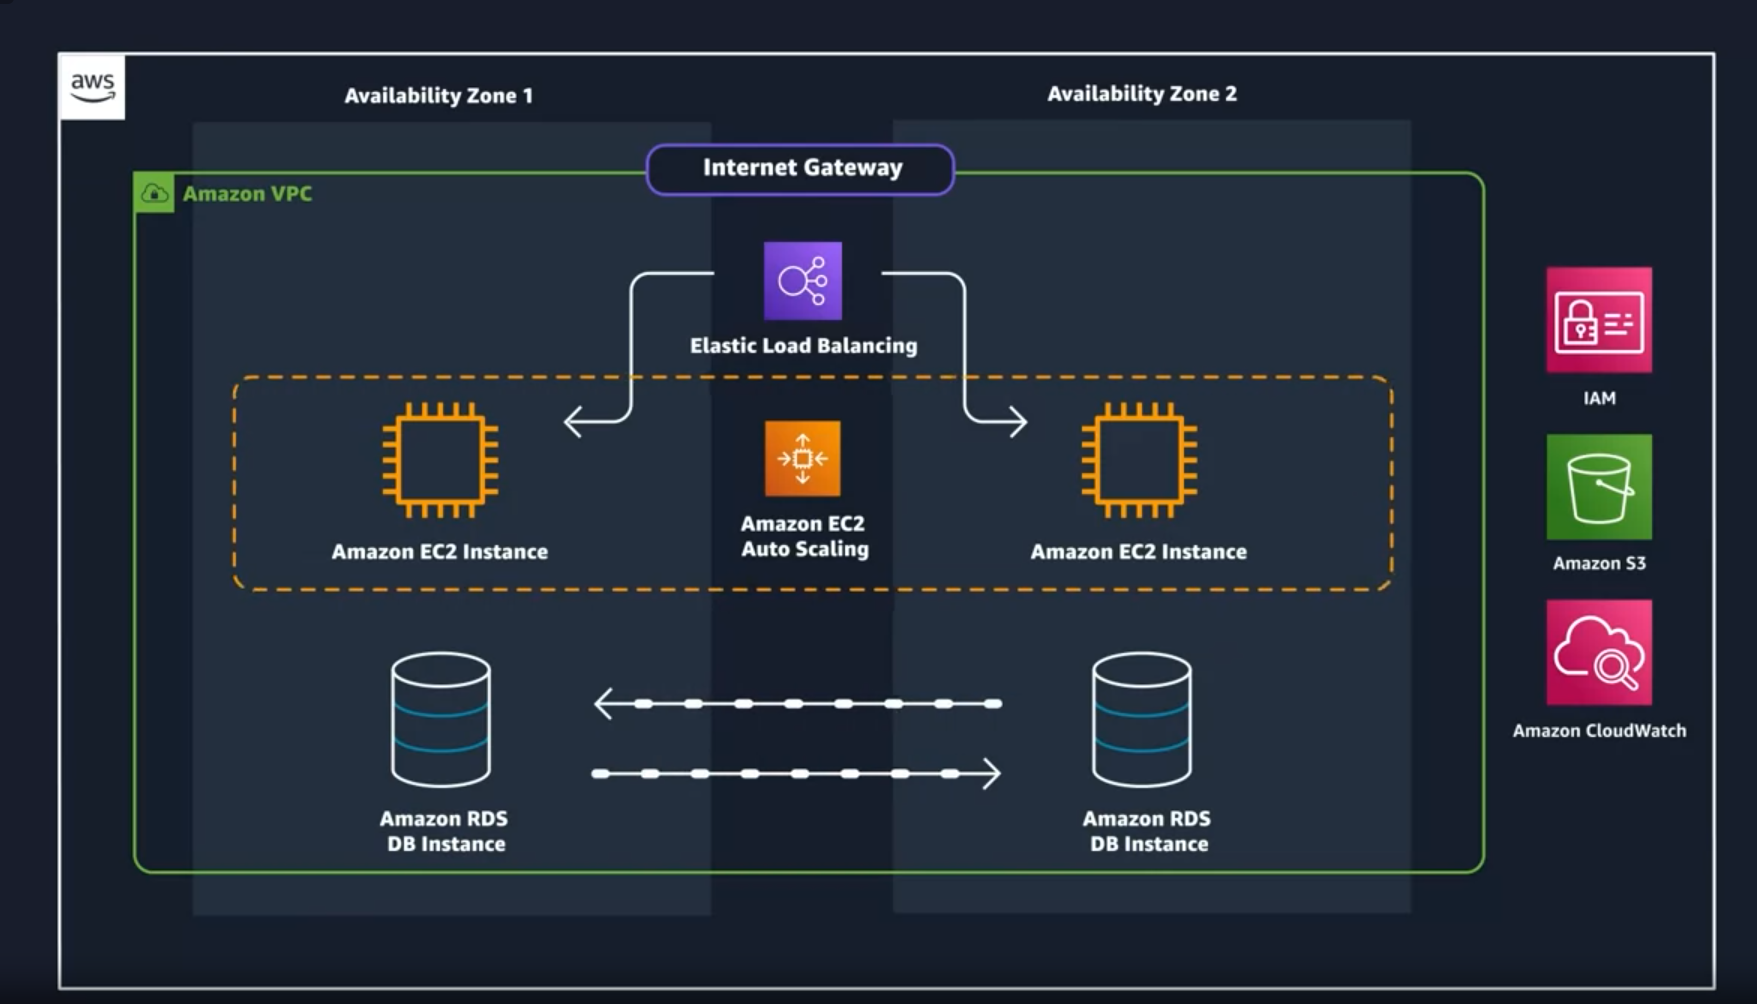 aws
Availability Zone 1
Availability Zone 2
Internet Gateway
Amazon VPC
Elastic Load Balancing
Amazon EC2 Instance
Amazon EC2
Auto Scaling
Amazon EC2 Instance
Amazon RDS
DB Instance
Amazon RDS
DB Instance
IAM
Amazon S3
Amazon CloudWatch